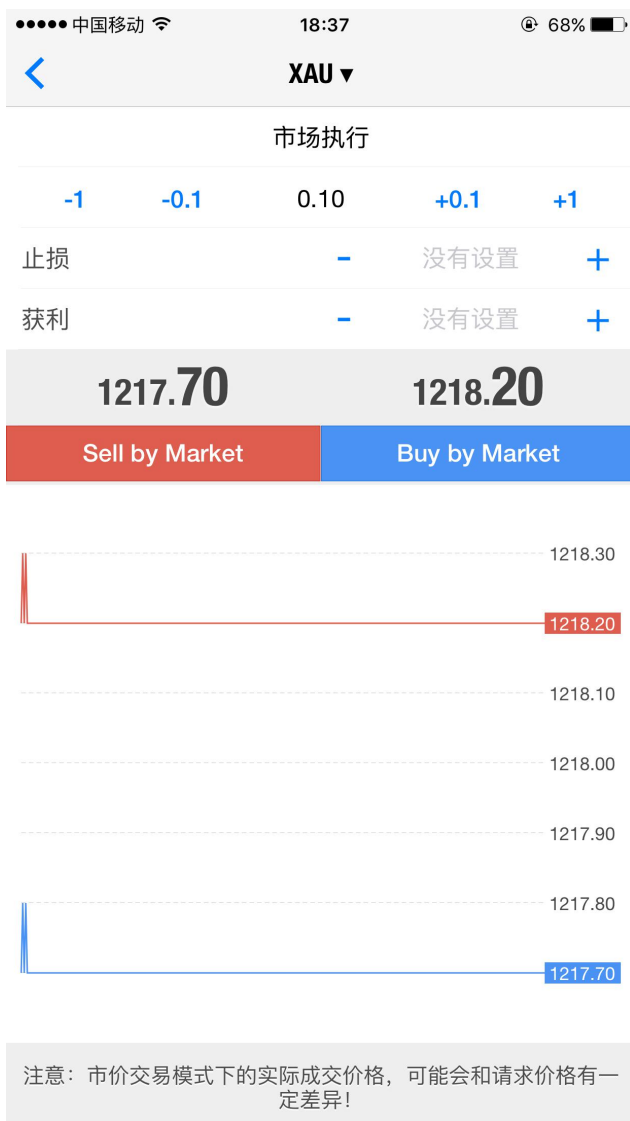 中国移动 18:37 68%
XAU ▼
市场执行
-1 -0.1 0.10 +0.1 +1
止损 - 没有设置 +
获利 - 没有设置 +
1217.70 1218.20
Sell by Market Buy by Market
1218.30
1218.20
1218.10
1218.00
1217.90
1217.80
1217.70
注意：市价交易模式下的实际成交价格，可能会和请求价格有一
定差异！